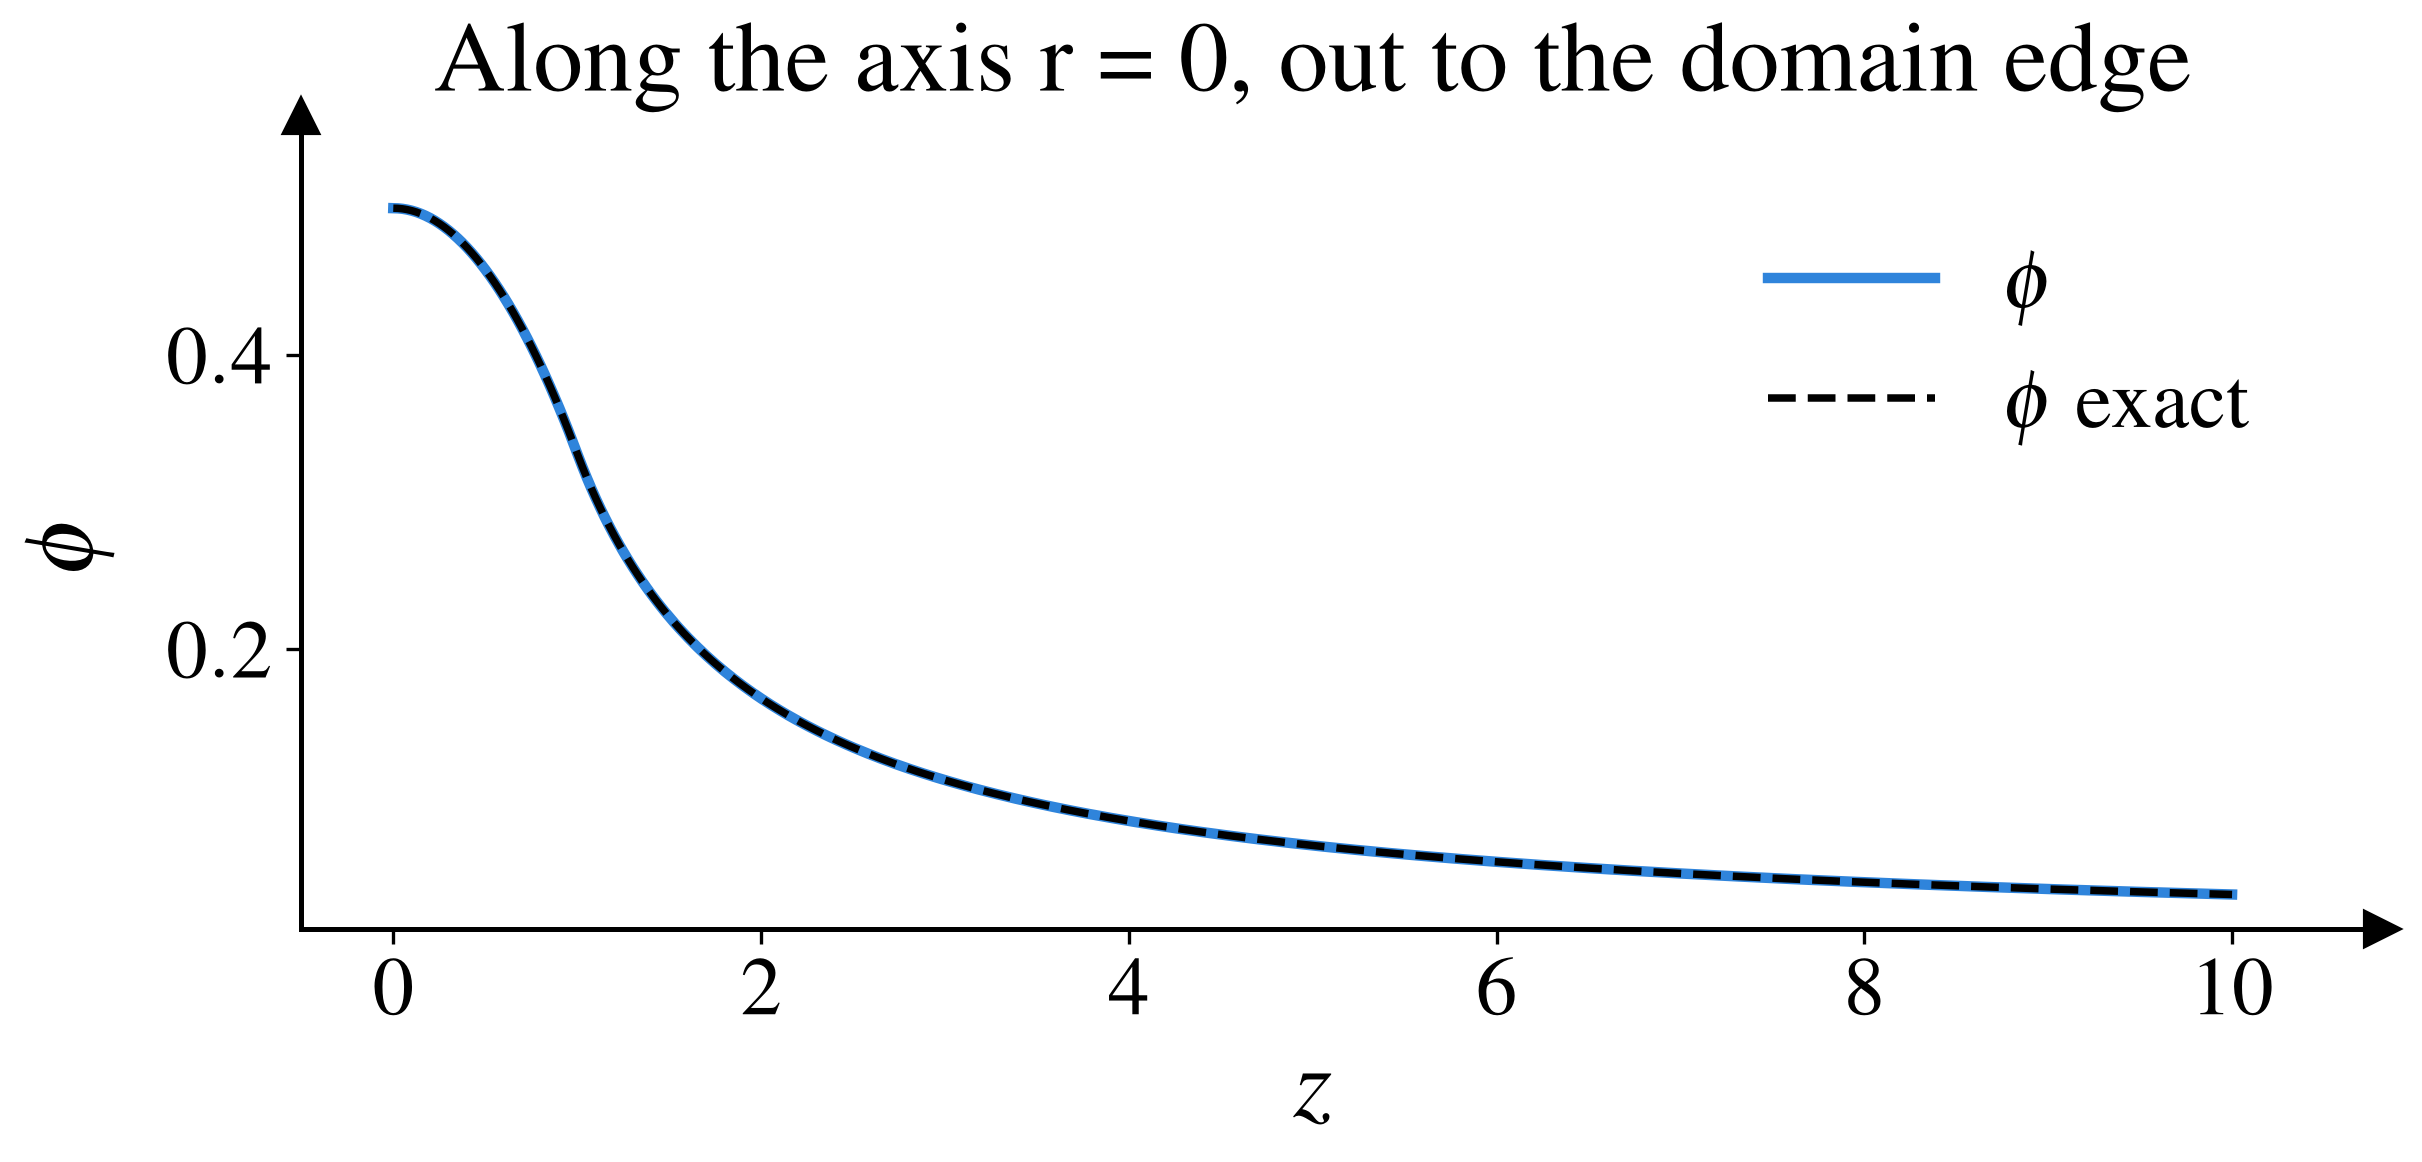 Along the axis r = 0, out to the domain edge
ϕ
ϕ exact
0.4
0.2
ϕ
0 2 4 6 8 10
z